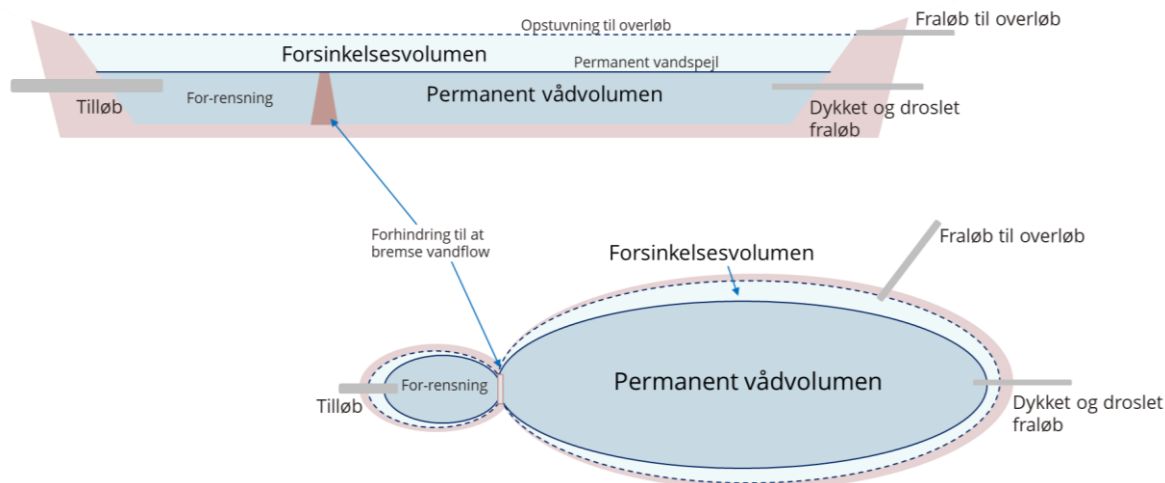 Opstuvning til overløb
Fraløb til overløb
Forsinkelsesvolumen
Permanent vandspejl
Tilløb
For-rensning
Permanent vådvolumen
Dykket og droslet
fraløb
Forhindring til at
bremse vandflow
Forsinkelsesvolumen
Fraløb til overløb
For-rensning
Permanent vådvolumen
Tilløb
Dykket og droslet
fraløb